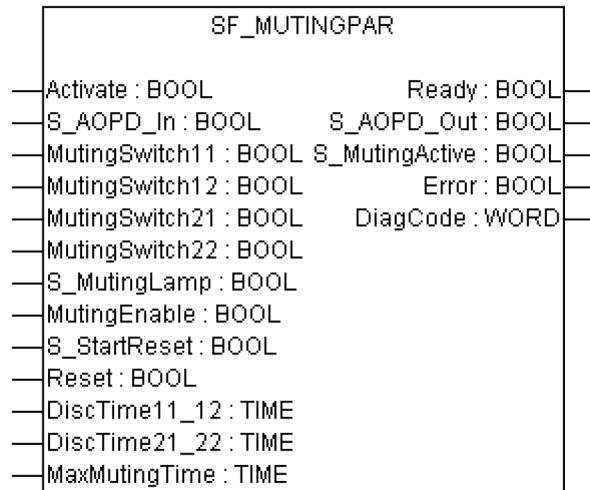 SF_MUTINGPAR
Activate : BOOL Ready : BOOL
S_AOPD_In : BOOL S_AOPD_Out : BOOL
MutingSwitch11 : BOOL S_MutingActive : BOOL
MutingSwitch12 : BOOL Error : BOOL
MutingSwitch21 : BOOL DiagCode : WORD
MutingSwitch22 : BOOL
S_MutingLamp : BOOL
MutingEnable : BOOL
S_StartReset : BOOL
Reset : BOOL
DiscTime11_12 : TIME
DiscTime21_22 : TIME
MaxMutingTime : TIME